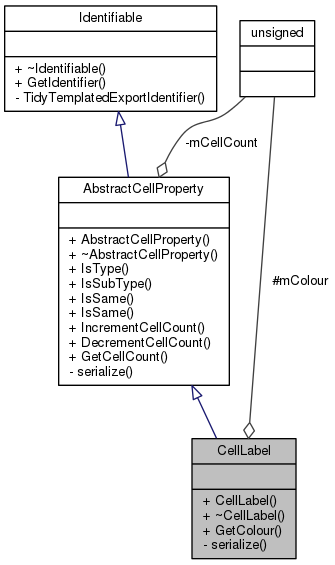 Identifiable
+ ~Identifiable()
+ GetIdentifier()
- TidyTemplatedExportIdentifier()
unsigned
-mCellCount
AbstractCellProperty
+ AbstractCellProperty()
+ ~AbstractCellProperty()
+ IsType()
+ IsSubType()
+ IsSame()
+ IsSame()
+ IncrementCellCount()
+ DecrementCellCount()
+ GetCellCount()
- serialize()
#mColour
CellLabel
+ CellLabel()
+ ~CellLabel()
+ GetColour()
- serialize()